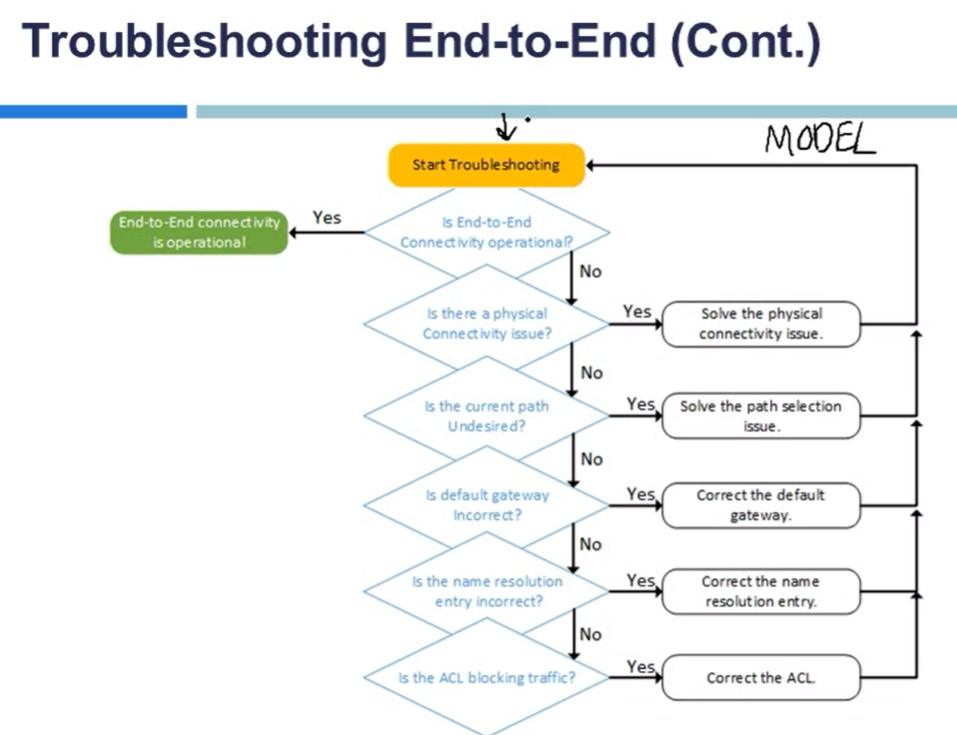 Troubleshooting End-to-End (Cont.)
MODEL
Start Troubleshooting
End-to-End connectivity
is operational
Yes
Is End-to-End
Connectivity operational?
No
Is there a physical
Connectivity issue?
Yes
Solve the physical
connectivity issue.
No
Is the current path
Undesired?
Yes
Solve the path selection
issue.
No
Is default gateway
Incorrect?
Yes
Correct the default
gateway.
No
Is the name resolution
entry incorrect?
Yes
Correct the name
resolution entry.
No
Is the ACL blocking traffic?
Yes
Correct the ACL.